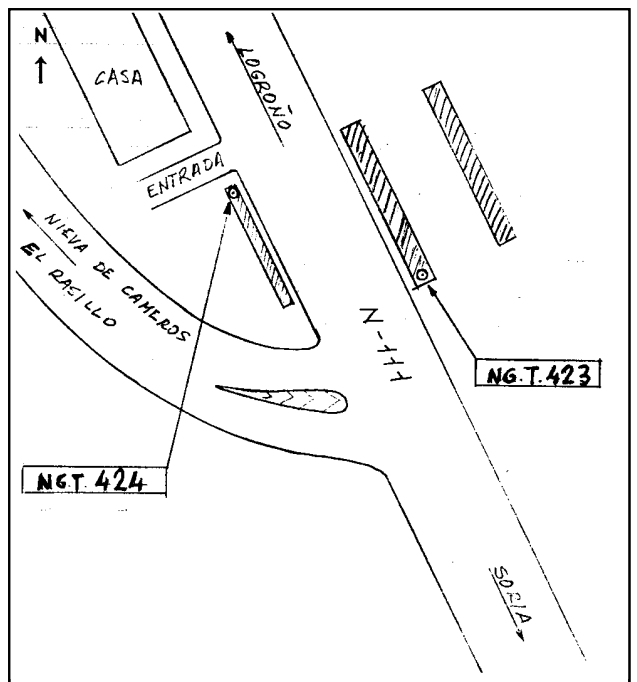 N
CASA
LOGROÑO
ENTRADA
NIEVA DE CAMEROS
EL RASILLO
N-111
NG.T. 423
NGT. 424
SORIA